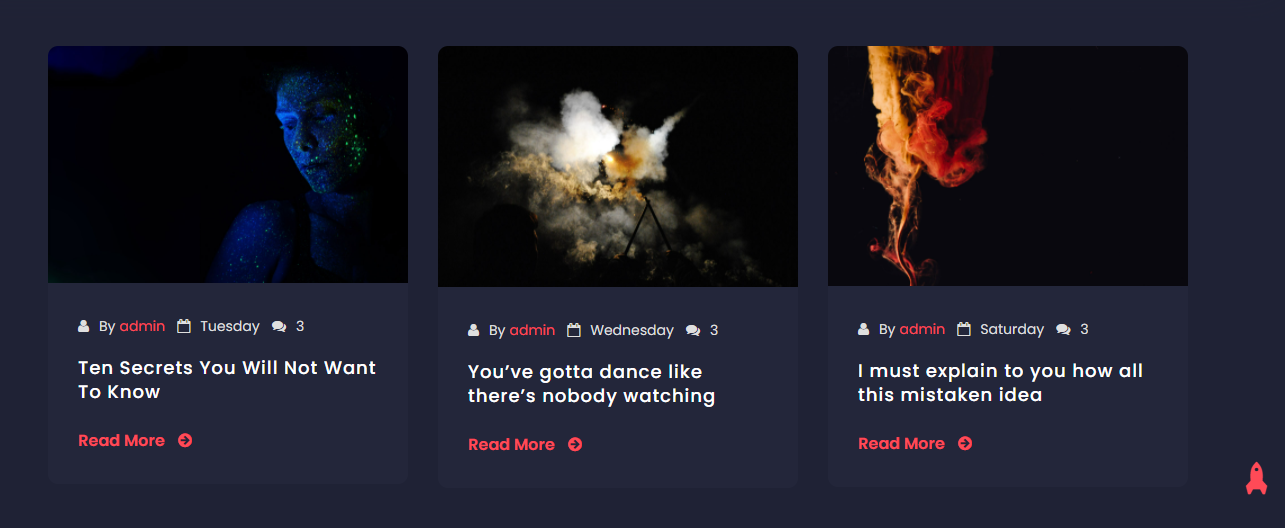 By admin Tuesday 3
Ten Secrets You Will Not Want
To Know
Read More
By admin Wednesday 3
You’ve gotta dance like
there’s nobody watching
Read More
By admin Saturday 3
I must explain to you how all
this mistaken idea
Read More